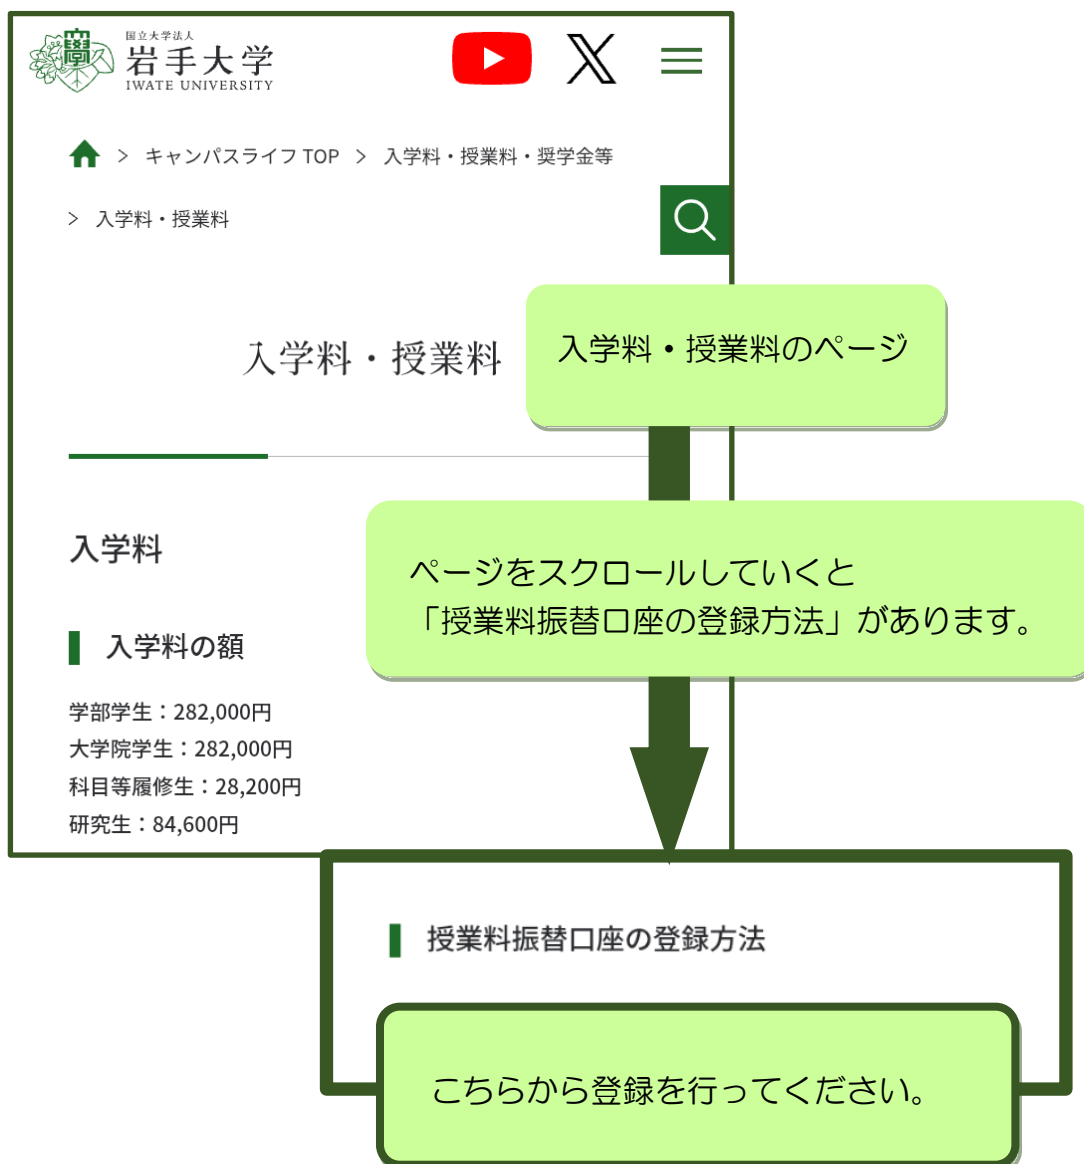 國
国立大学法人
岩手大学
IWATE UNIVERSITY
> キャンパスライフ TOP > 入学料・授業料・奨学金等
> 入学料・授業料
入学料・授業料
入学料・授業料のページ
入学料
ページをスクロールしていくと
「授業料振替口座の登録方法」があります。
入学料の額
学部学生：282,000円
大学院学生：282,000円
科目等履修生：28,200円
研究生：84,600円
授業料振替口座の登録方法
こちらから登録を行ってください。